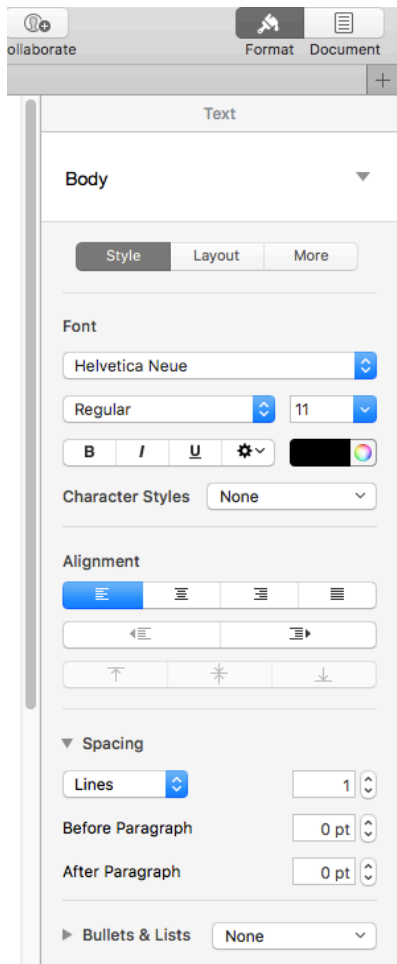 ollaborate
Format Document
Text
Body
Style Layout More
Font
Helvetica Neue
Regular 11
B I U
Character Styles None
Alignment
Spacing
Lines 1
Before Paragraph 0 pt
After Paragraph 0 pt
Bullets & Lists None